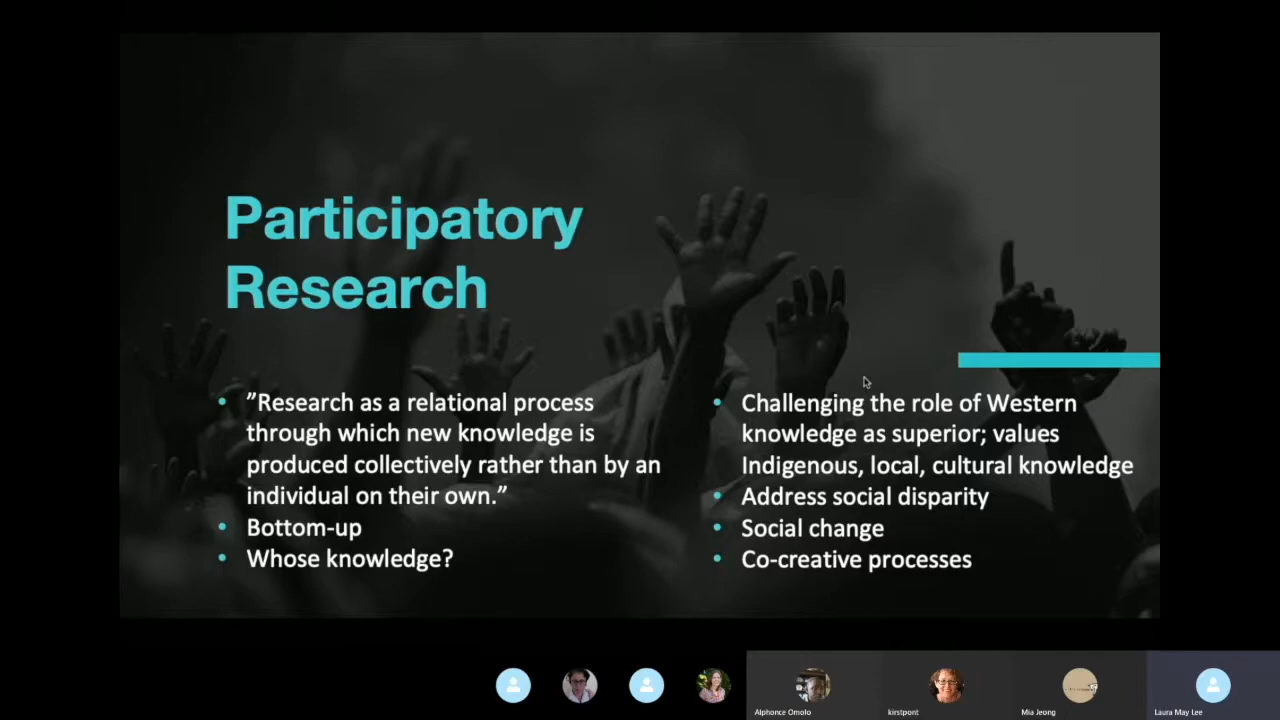 Participatory
Research
”Research as a relational process
through which new knowledge is
produced collectively rather than by an
individual on their own.”
Bottom-up
Whose knowledge?
Challenging the role of Western
knowledge as superior; values
Indigenous, local, cultural knowledge
Address social disparity
Social change
Co-creative processes
Alphonce Omolo
kirstpont
Mia Jeong
Laura May Lee